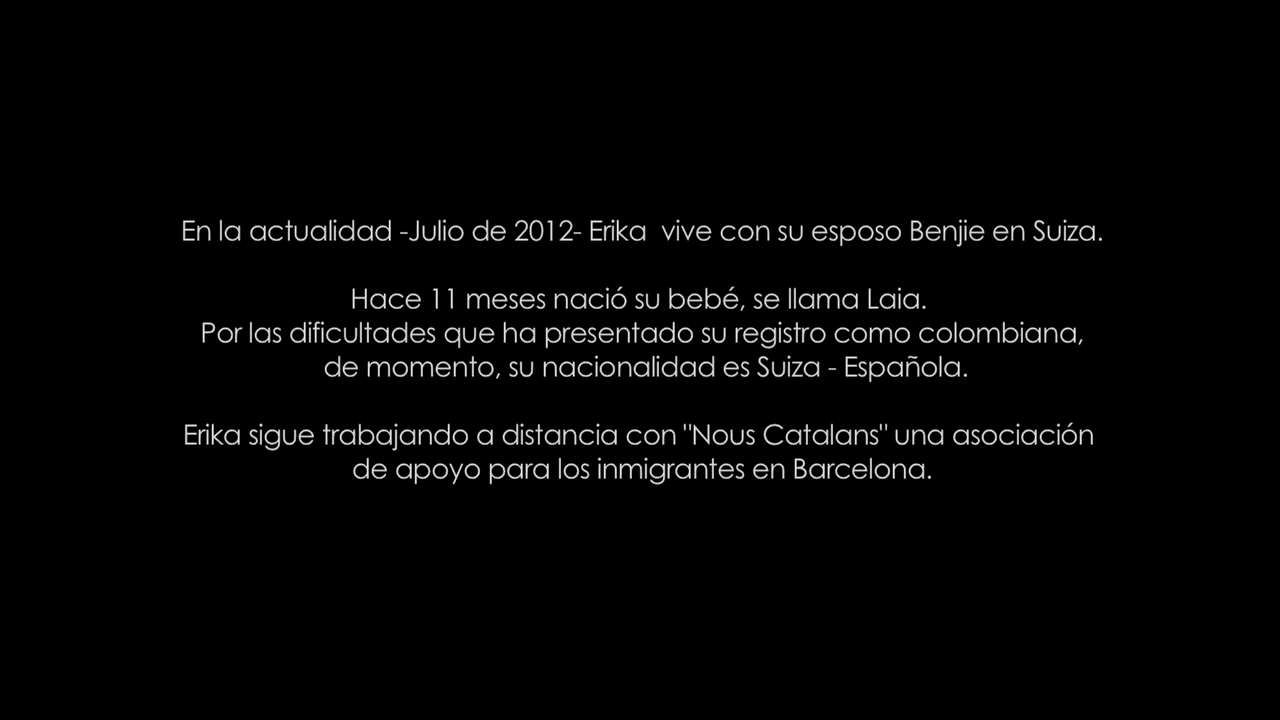 En la actualidad -Julio de 2012- Erika  vive con su esposo Benjie en Suiza.
Hace 11 meses nació su bebé, se llama Laia.
Por las dificultades que ha presentado su registro como colombiana,
de momento, su nacionalidad es Suiza - Española.
Erika sigue trabajando a distancia con "Nous Catalans" una asociación
de apoyo para los inmigrantes en Barcelona.